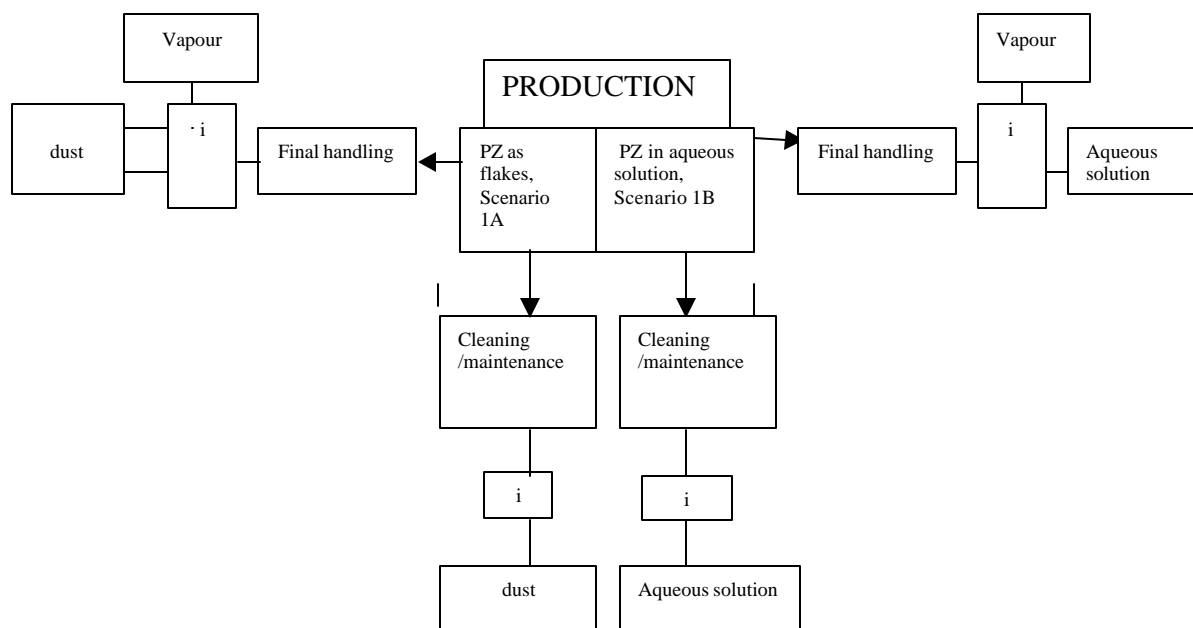 Vapour
Vapour
PRODUCTION
dust
· i
Final handling
PZ as
flakes,
Scenario
1A
PZ in aqueous
solution,
Scenario 1B
Final handling
i
Aqueous
solution
Cleaning
/maintenance
Cleaning
/maintenance
i
i
dust
Aqueous solution